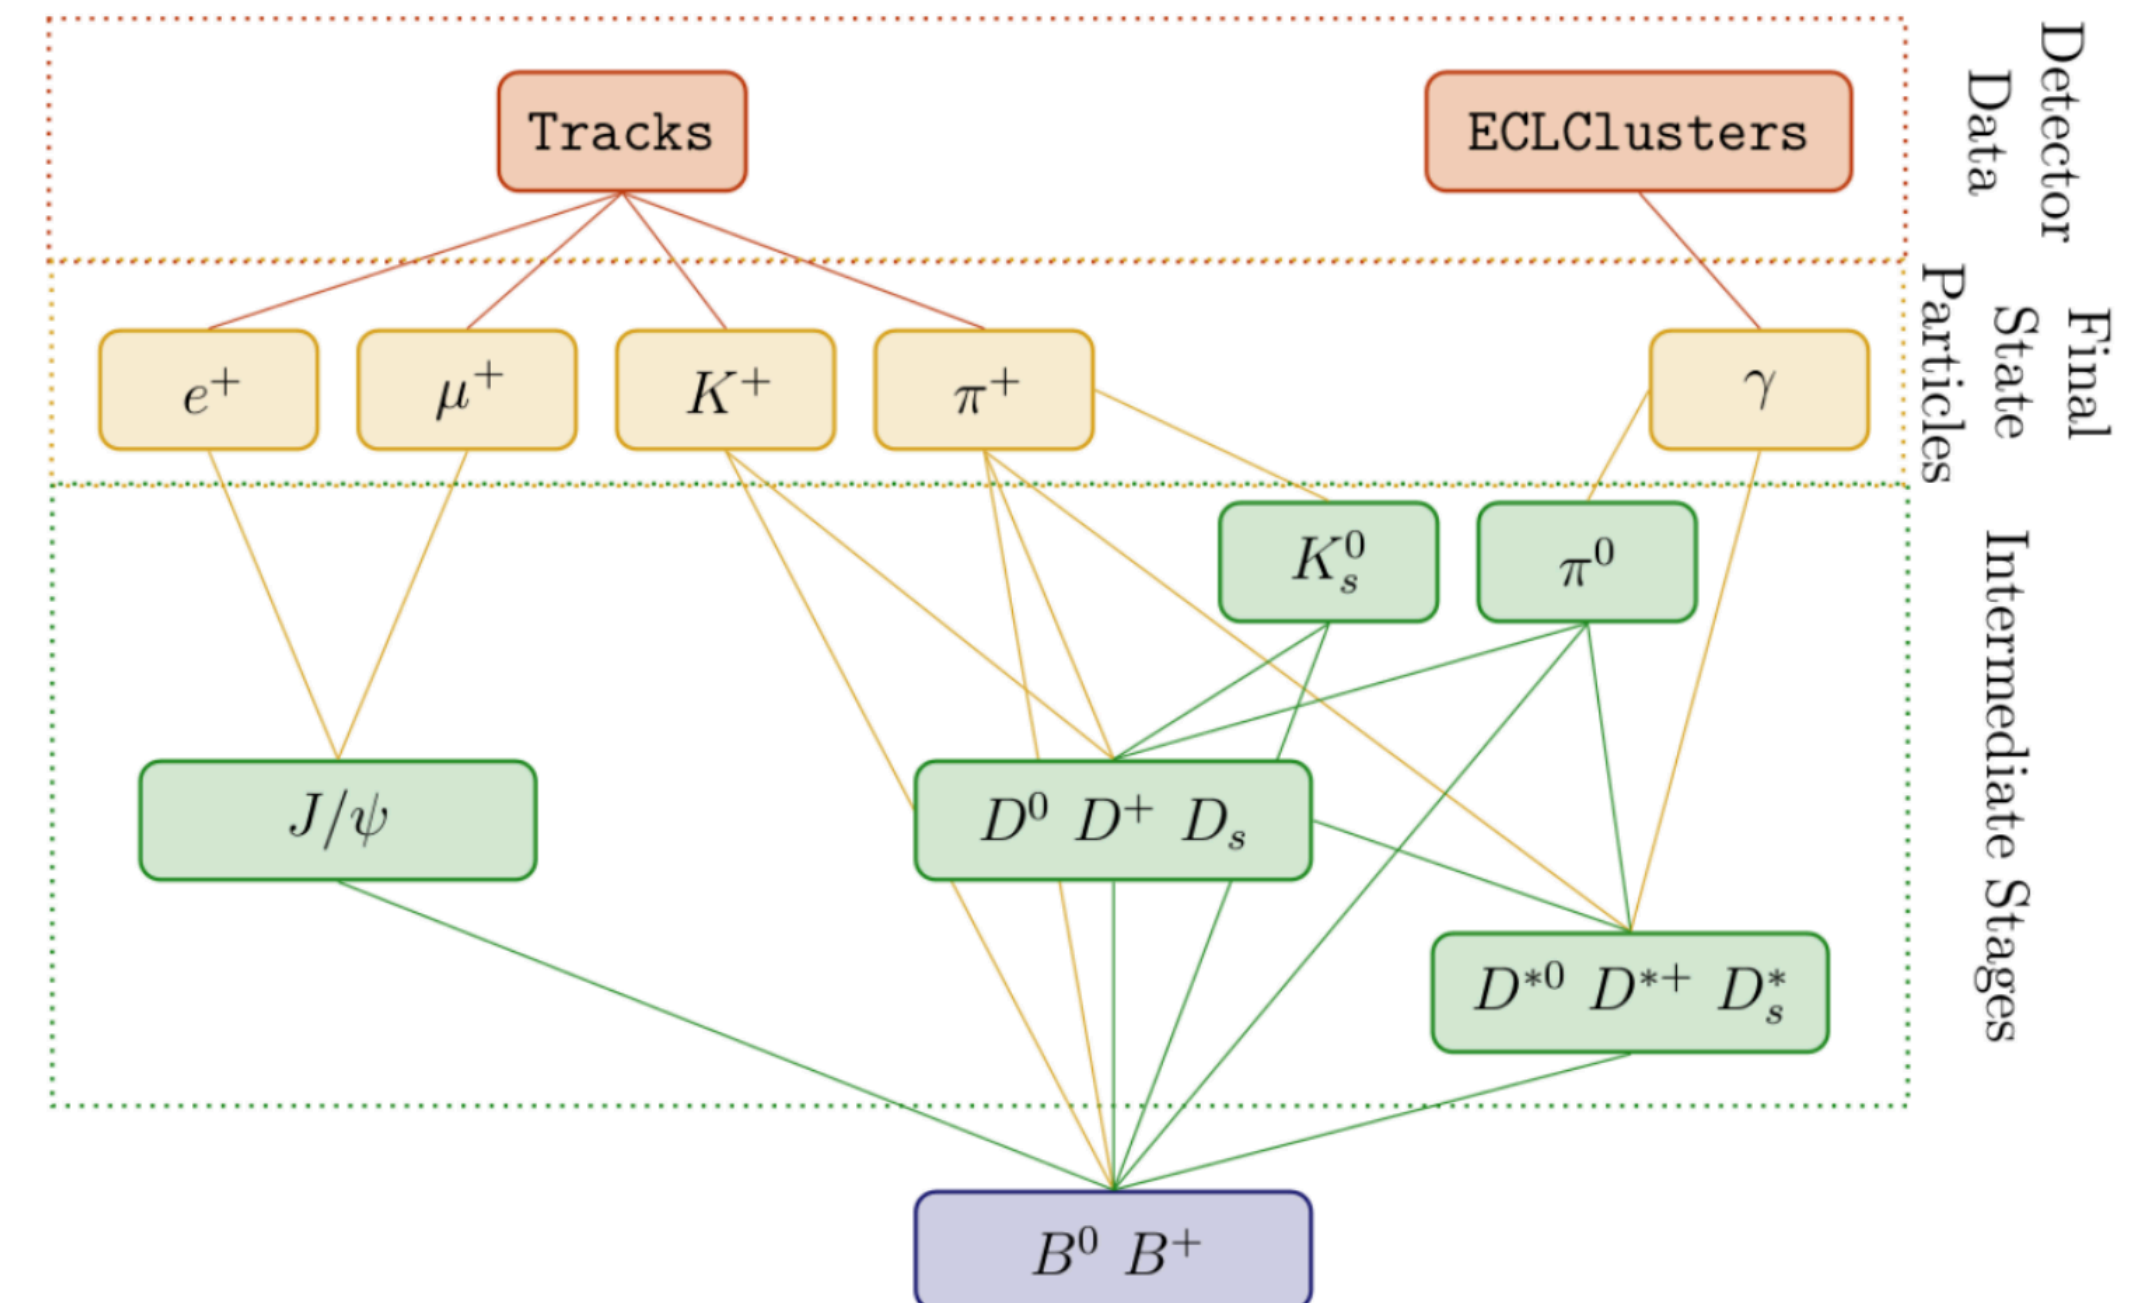 Tracks
ECLClusters
Detector
Data
e⁺
μ⁺
K⁺
π⁺
γ
Final
State
Particles
K⁰ₛ
π⁰
J/ψ
D⁰ D⁺ Dₛ
D*⁰ D*⁺ D*ₛ
Intermediate Stages
B⁰ B⁺